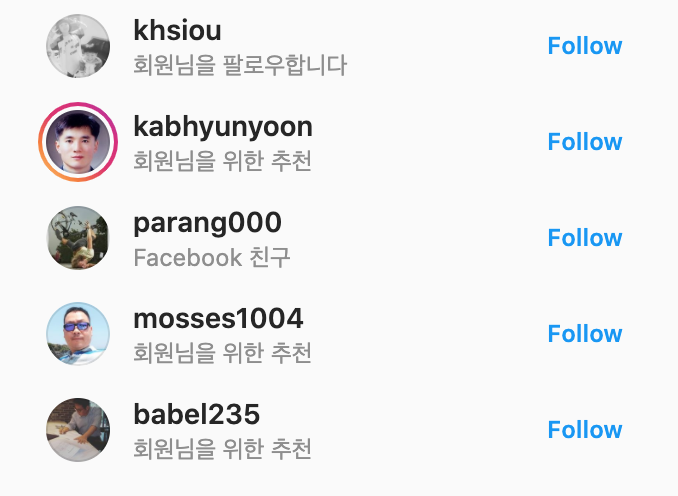 khsiou
회원님을 팔로우합니다
Follow
kabhyunyoon
회원님을 위한 추천
Follow
parang000
Facebook 친구
Follow
mosses1004
회원님을 위한 추천
Follow
babel235
회원님을 위한 추천
Follow